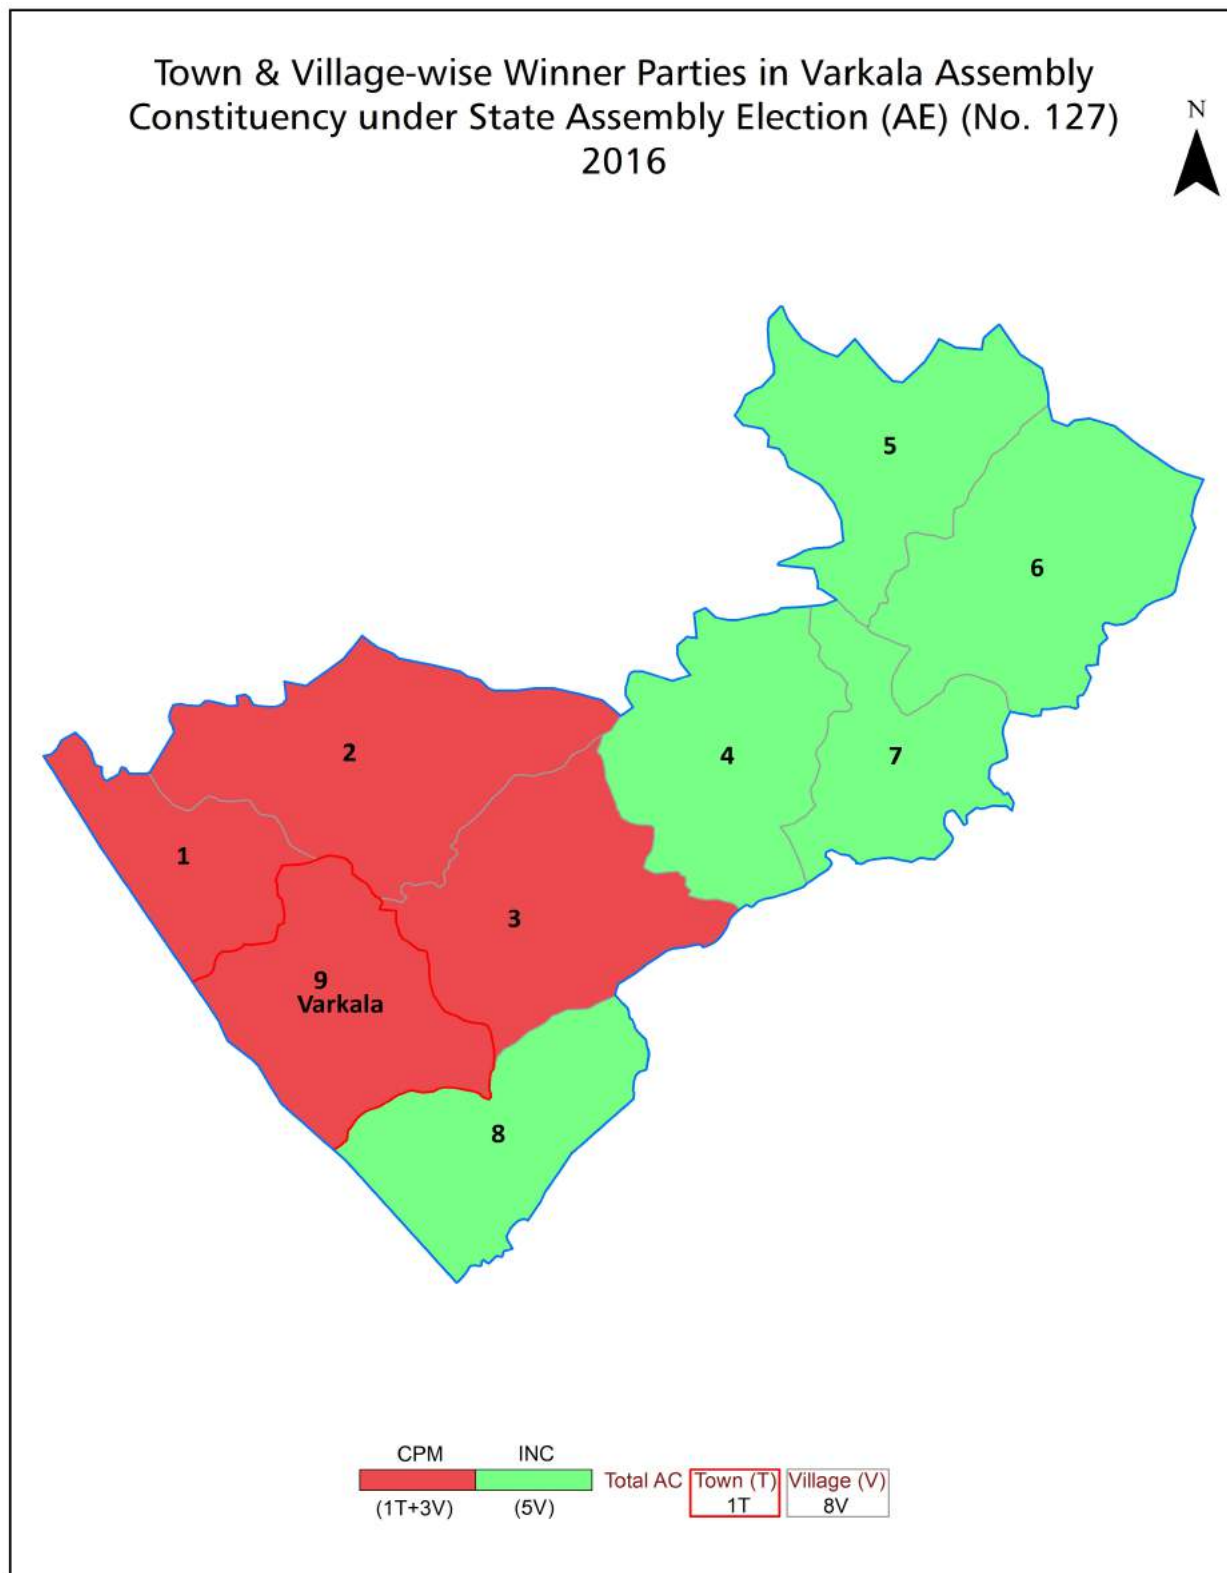 Town & Village-wise Winner Parties in Varkala Assembly
Constituency under State Assembly Election (AE) (No. 127)
2016
N
5
6
2
4
7
1
3
9
Varkala
8
CPM INC
Total AC Town (T) Village (V)
(1T+3V) (5V) 1T 8V